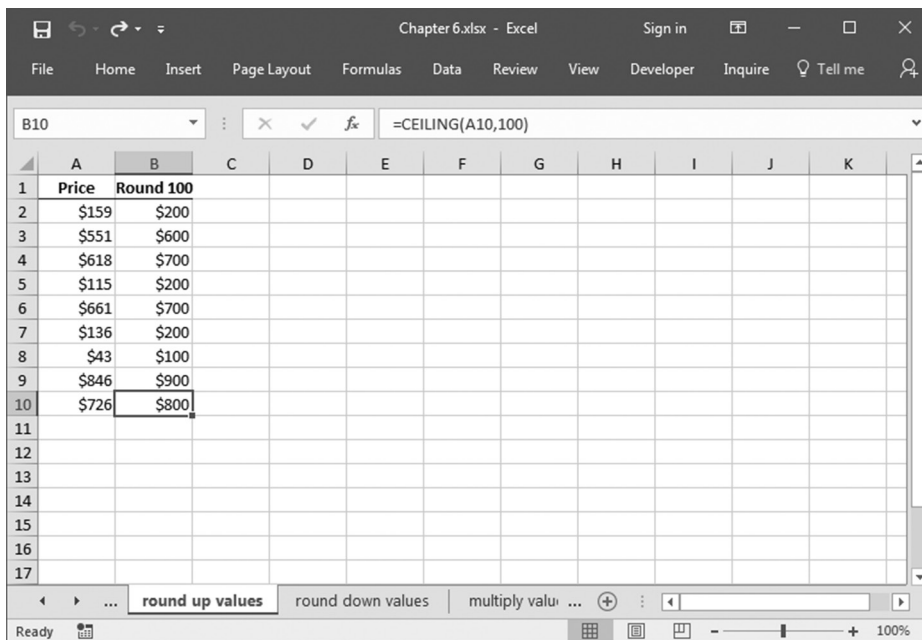 Chapter 6.xlsx - Excel Sign in
File Home Insert Page Layout Formulas Data Review View Developer Inquire Tell me
B10 fx =CEILING(A10,100)
A B C D E F G H I J K
1 Price Round 100
2 $159 $200
3 $551 $600
4 $618 $700
5 $115 $200
6 $661 $700
7 $136 $200
8 $43 $100
9 $846 $900
10 $726 $800
11
12
13
14
15
16
17
... round up values round down values multiply valu ...
Ready 100%